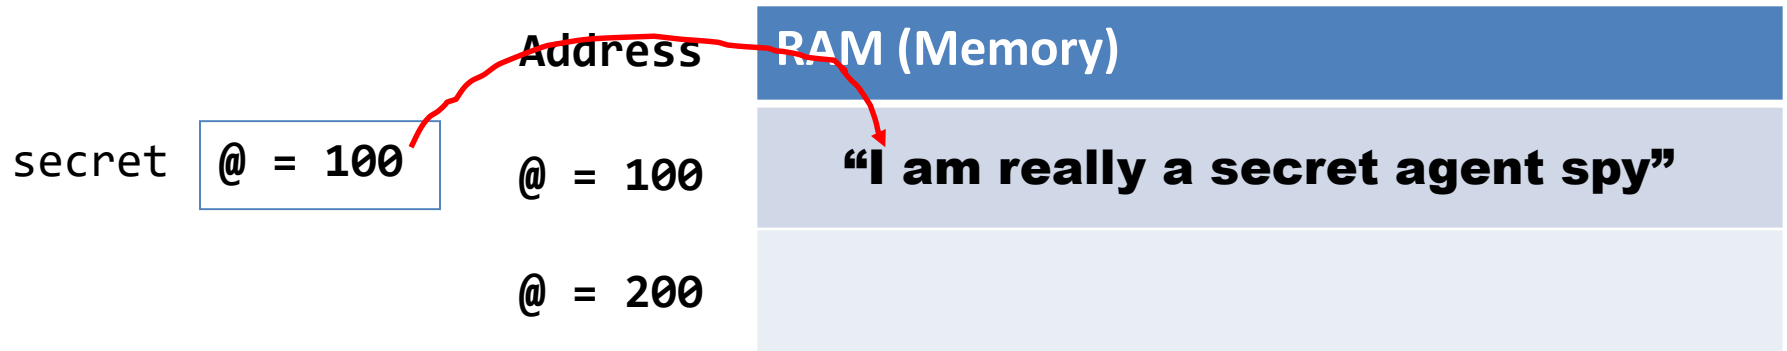 Address RAM (Memory)
secret @ = 100 @ = 100 “I am really a secret agent spy”
@ = 200